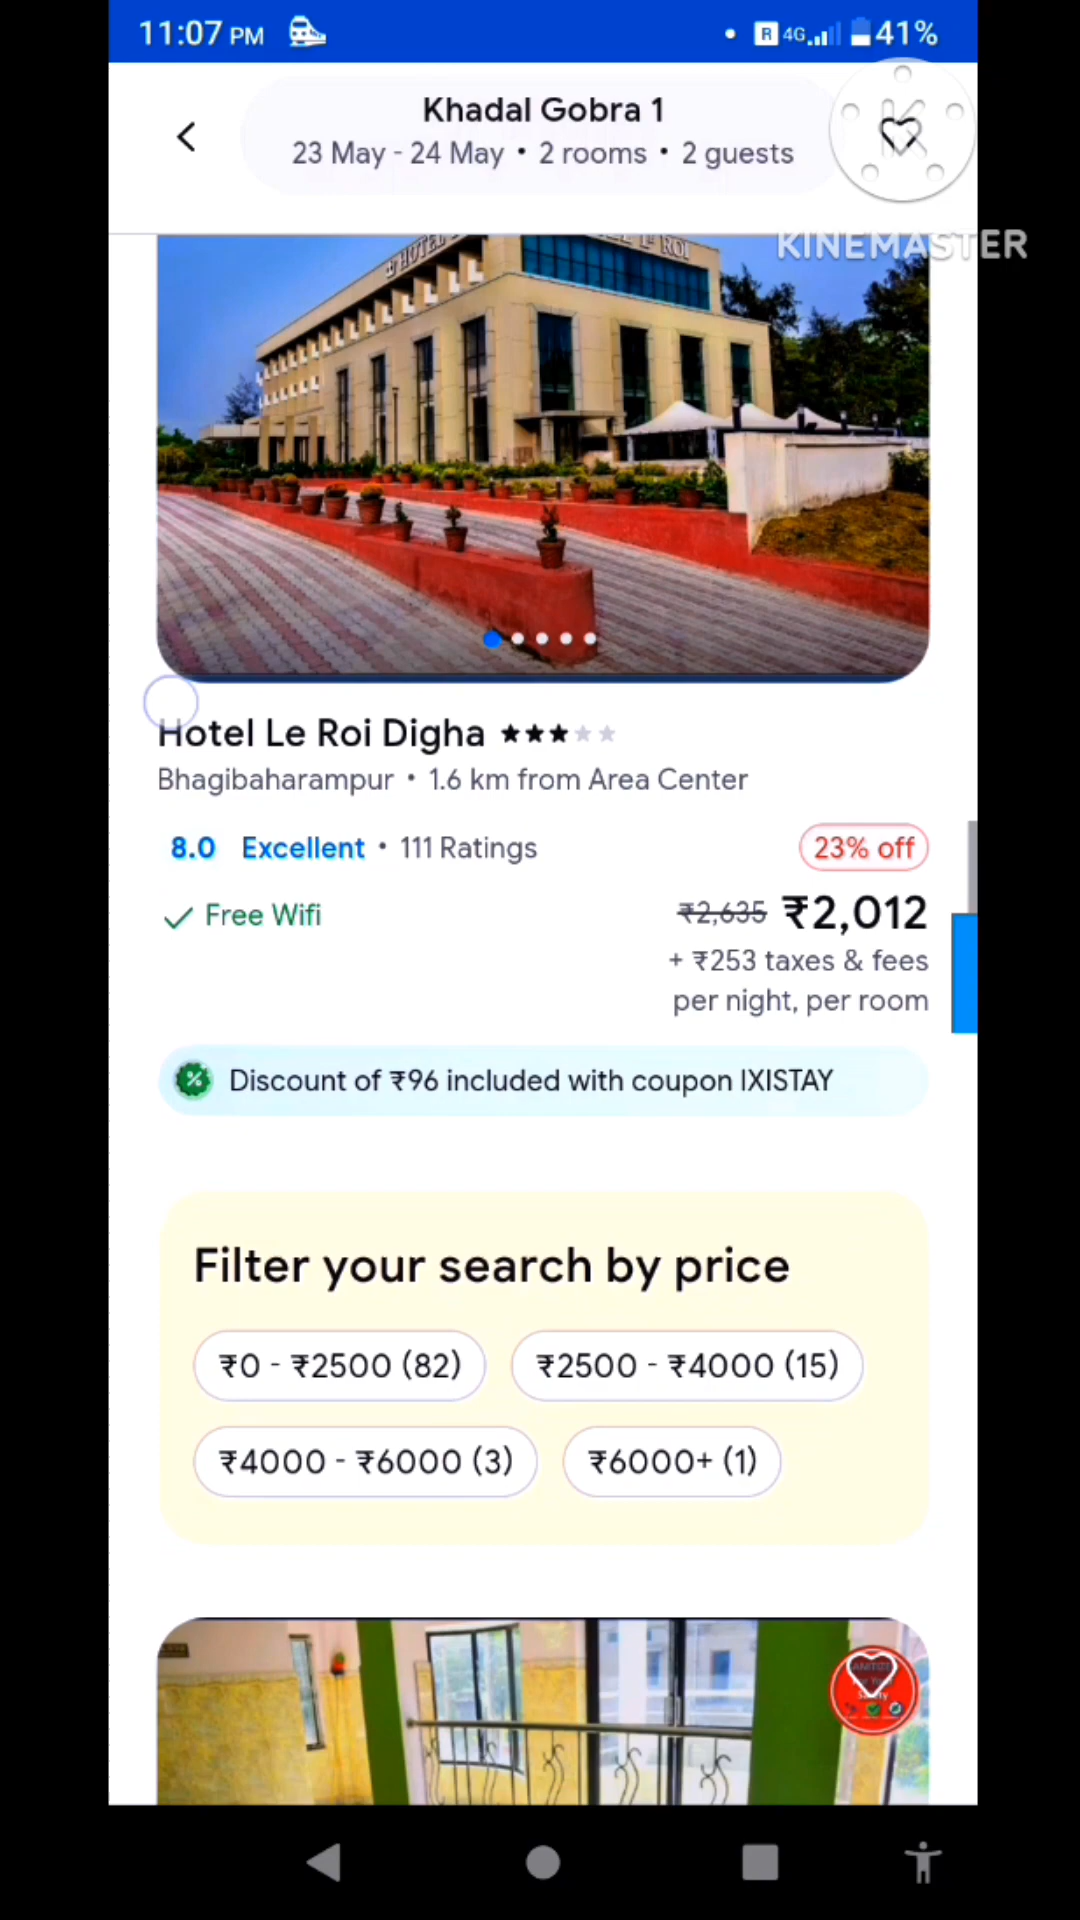 11:07 PM
R 4G 41%
Khadal Gobra 1
23 May - 24 May • 2 rooms • 2 guests
KINEMASTER
HOTEL
ROI
Hotel Le Roi Digha
Bhagibaharampur • 1.6 km from Area Center
8.0 Excellent • 111 Ratings
23% off
Free Wifi
₹2,635 ₹2,012
+ ₹253 taxes & fees
per night, per room
% Discount of ₹96 included with coupon IXISTAY
Filter your search by price
₹0 - ₹2500 (82)
₹2500 - ₹4000 (15)
₹4000 - ₹6000 (3)
₹6000+ (1)